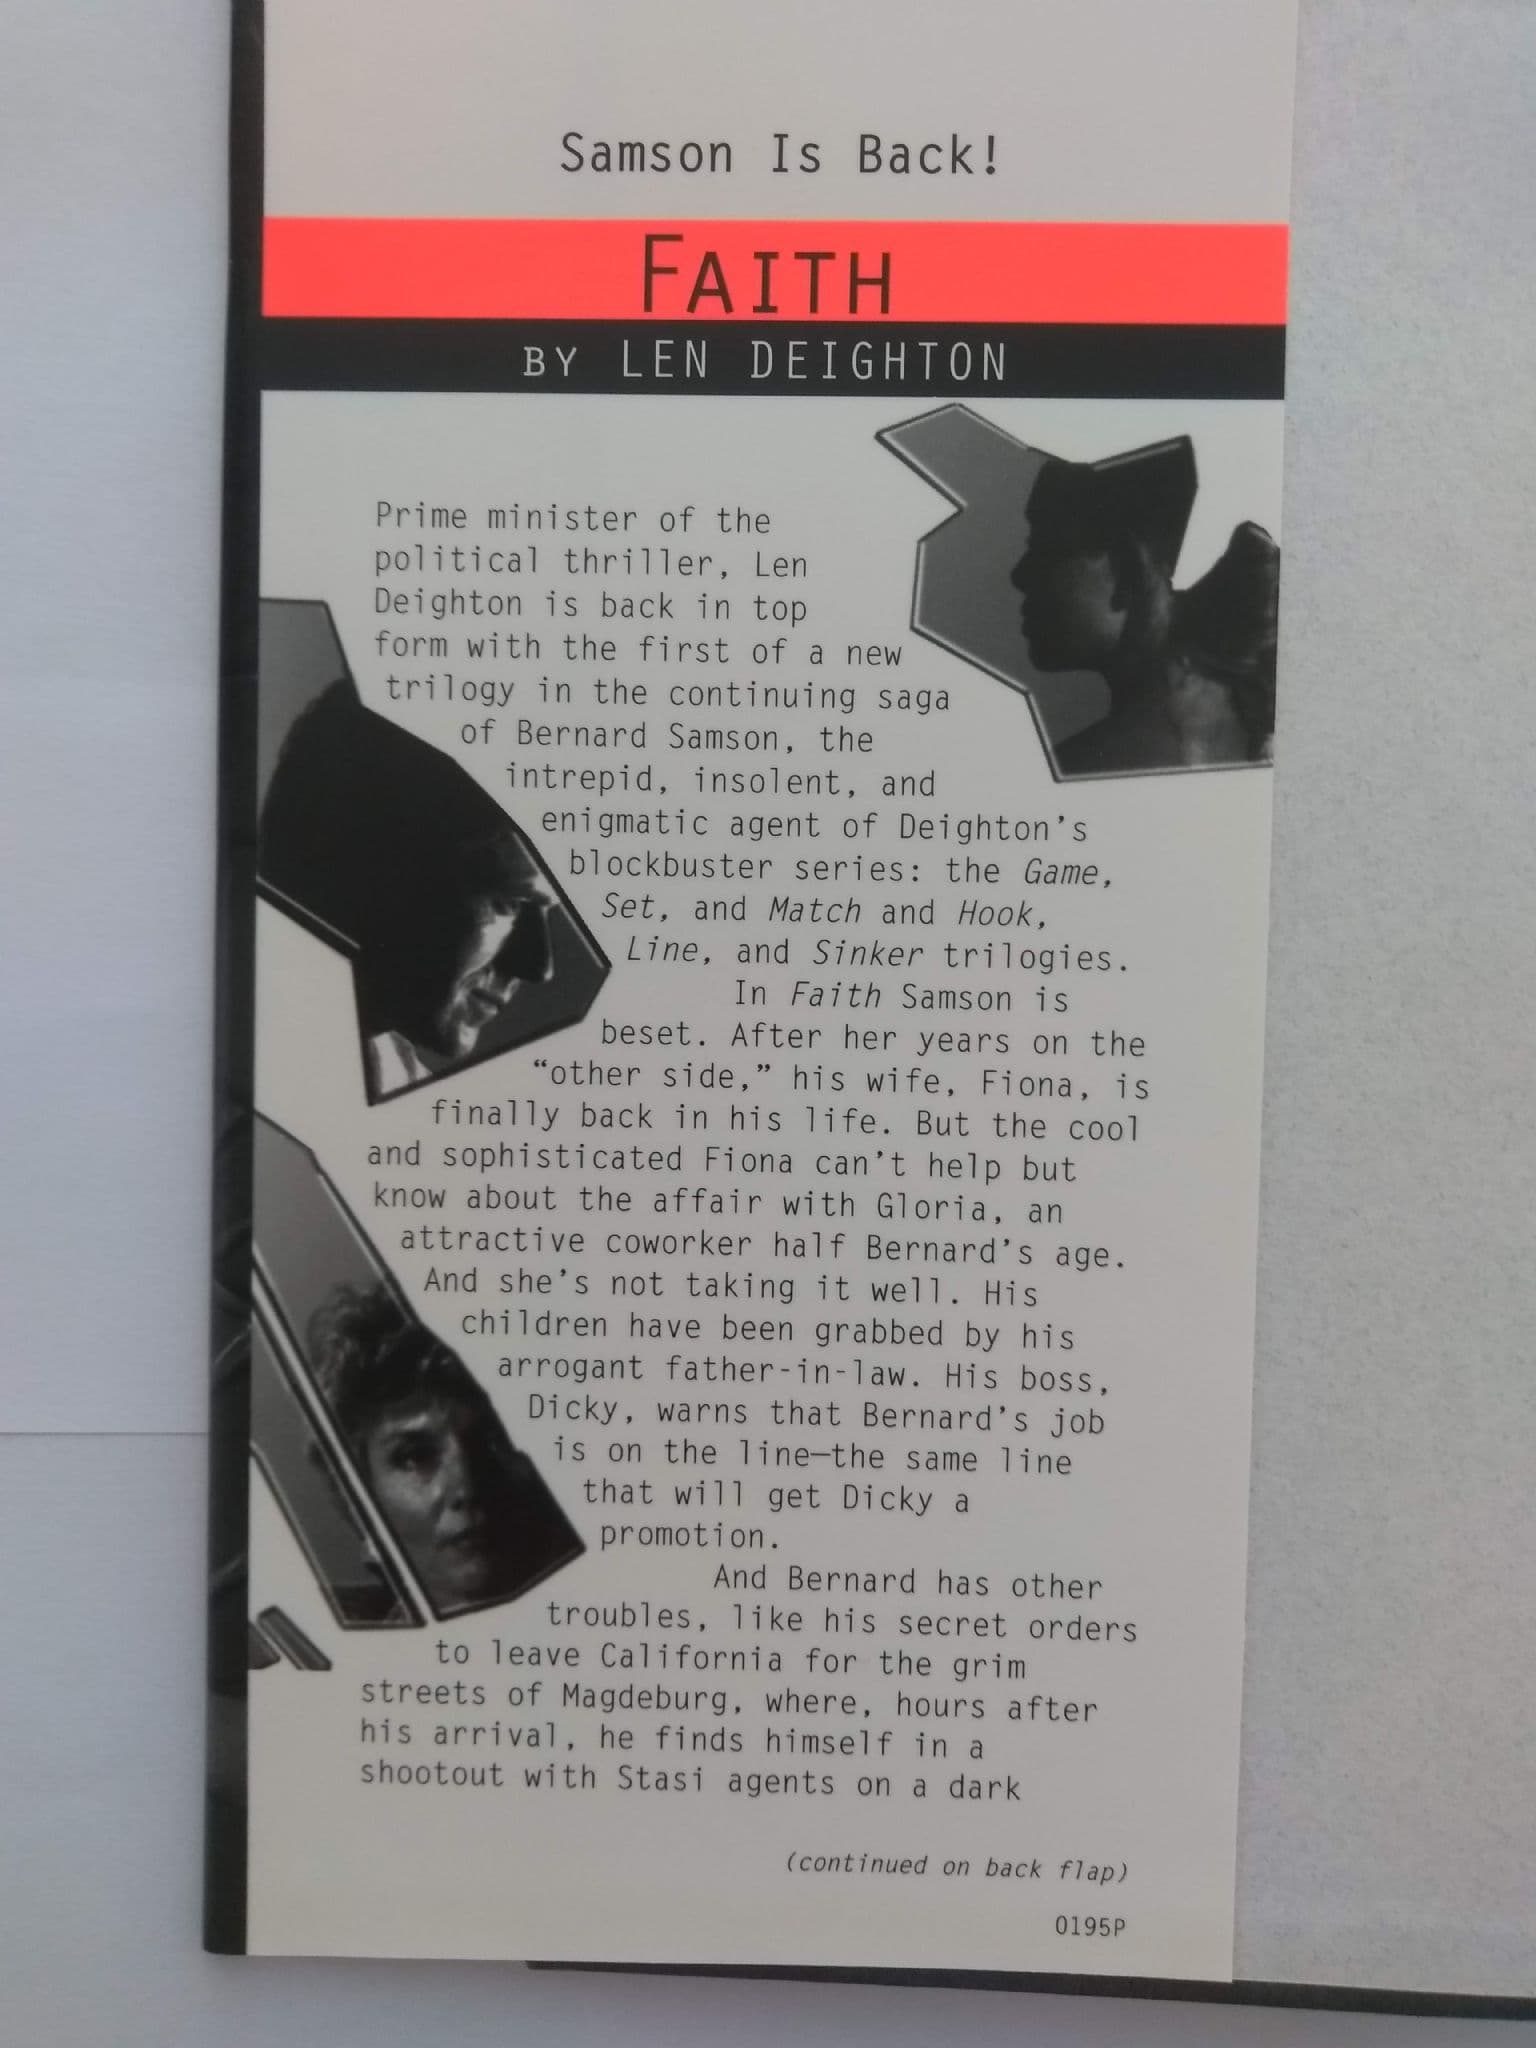 Samson Is Back!
FAITH
BY LEN DEIGHTON
Prime minister of the
political thriller, Len
Deighton is back in top
form with the first of a new
trilogy in the continuing saga
of Bernard Samson, the
intrepid, insolent, and
enigmatic agent of Deighton's
blockbuster series: the Game,
Set, and Match and Hook,
Line, and Sinker trilogies.
In Faith Samson is
beset. After her years on the
“other side,” his wife, Fiona, is
finally back in his life. But the cool
and sophisticated Fiona can't help but
know about the affair with Gloria, an
attractive coworker half Bernard's age.
And she's not taking it well. His
children have been grabbed by his
arrogant father-in-law. His boss,
Dicky, warns that Bernard's job
is on the line—the same line
that will get Dicky a
promotion.
And Bernard has other
troubles, like his secret orders
to leave California for the grim
streets of Magdeburg, where, hours after
his arrival, he finds himself in a
shootout with Stasi agents on a dark
(continued on back flap)
0195P